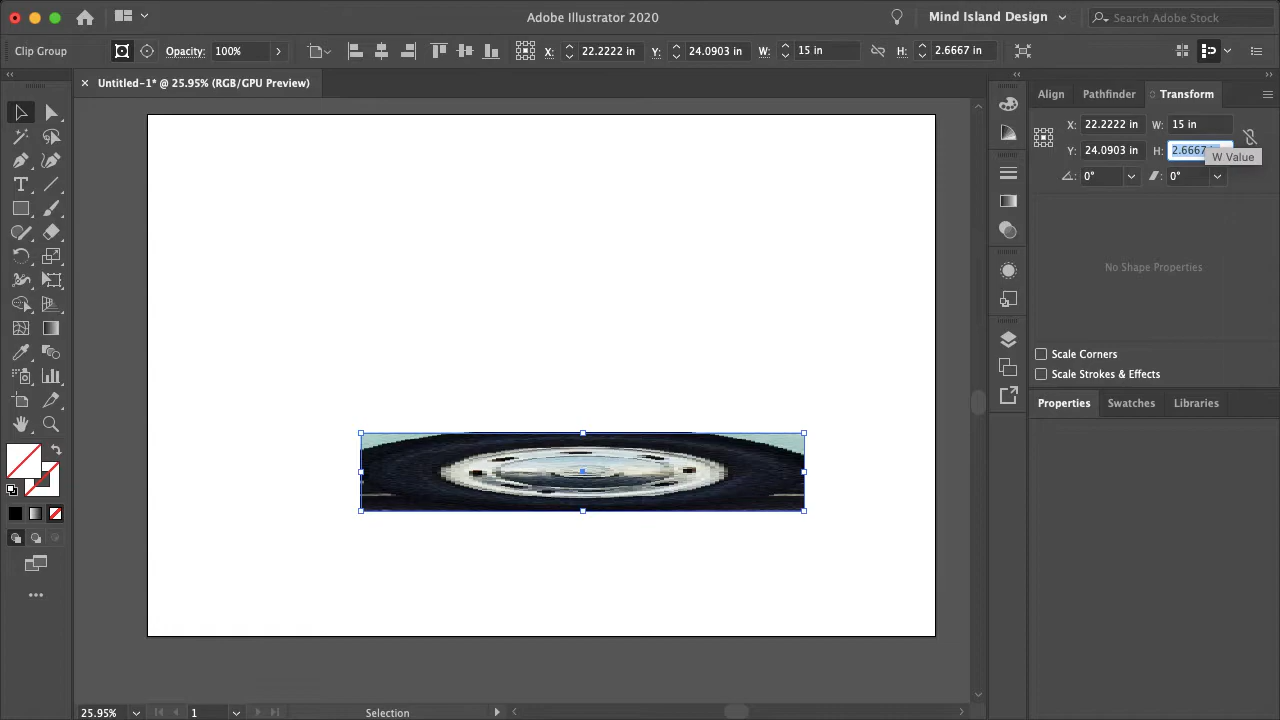 Adobe Illustrator 2020
Mind Island Design
Search Adobe Stock
Clip Group
Opacity: 100%
X: 22.2222 in Y: 24.0903 in W: 15 in H: 2.6667 in
Untitled-1* @ 25.95% (RGB/GPU Preview)
Align Pathfinder Transform
X: 22.2222 in W: 15 in
Y: 24.0903 in H: 2.6667
W Value
0° 0°
No Shape Properties
Scale Corners
Scale Strokes & Effects
Properties Swatches Libraries
25.95% 1 Selection